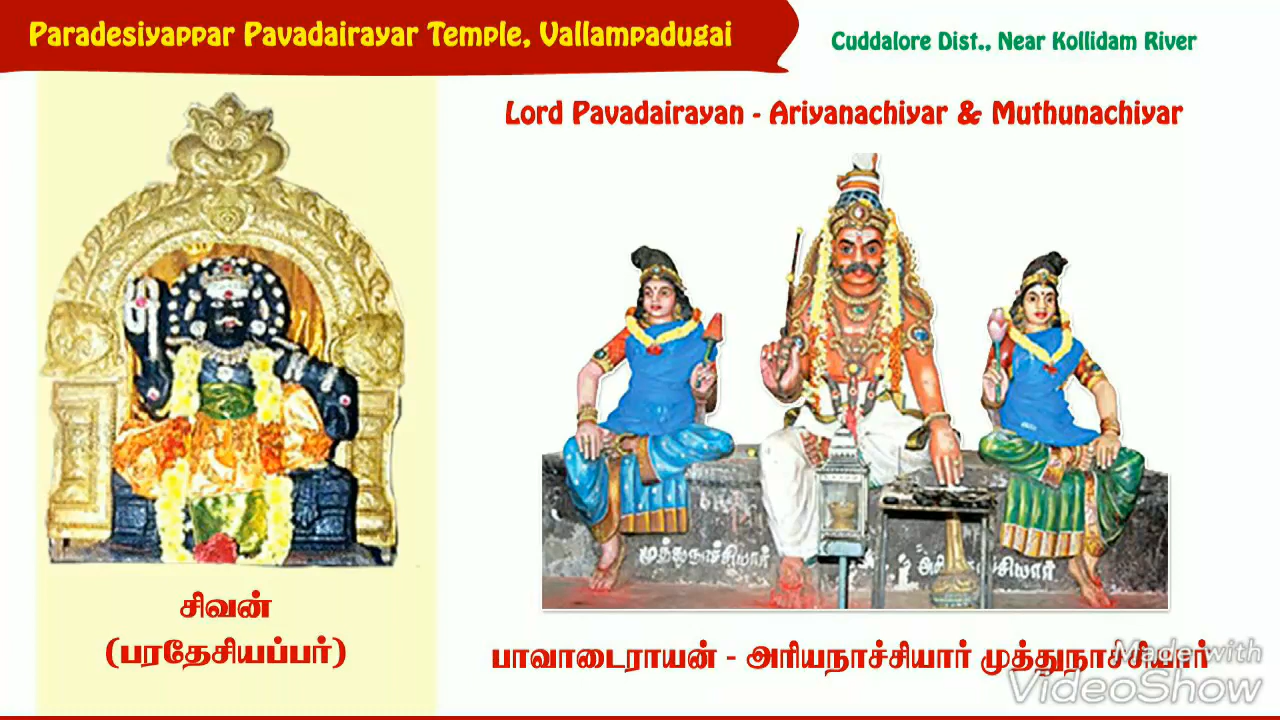 Paradesiyappar Pavadairayar Temple, Vallampadugai
Cuddalore Dist., Near Kollidam River
Lord Pavadairayan - Ariyanachiyar & Muthunachiyar
முத்துநாச்சியார்
சிவன்
(பரதேசியப்பர்)
பாவாடைராயன் - அரியநாச்சியார் முத்துநாச்சியார்
Made with
VideoShow